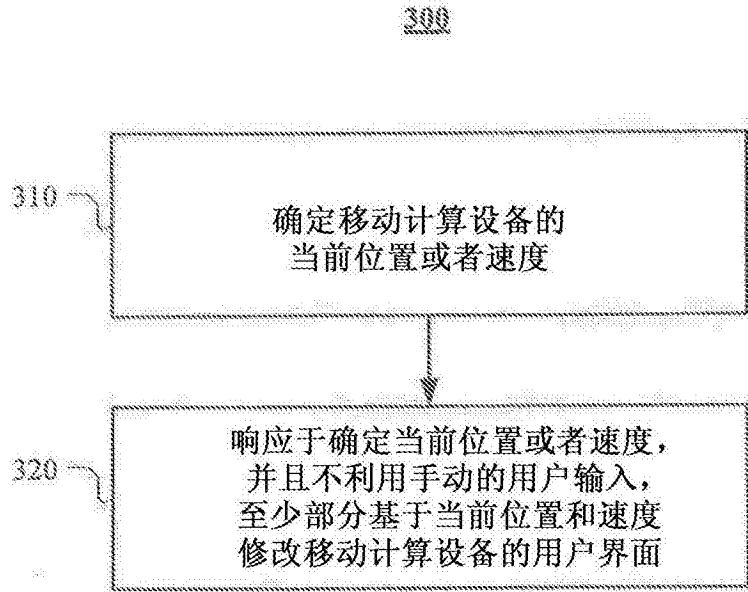 300
310
确定移动计算设备的
当前位置或者速度
320
响应于确定当前位置或者速度，
并且不利用手动的用户输入，
至少部分基于当前位置和速度
修改移动计算设备的用户界面